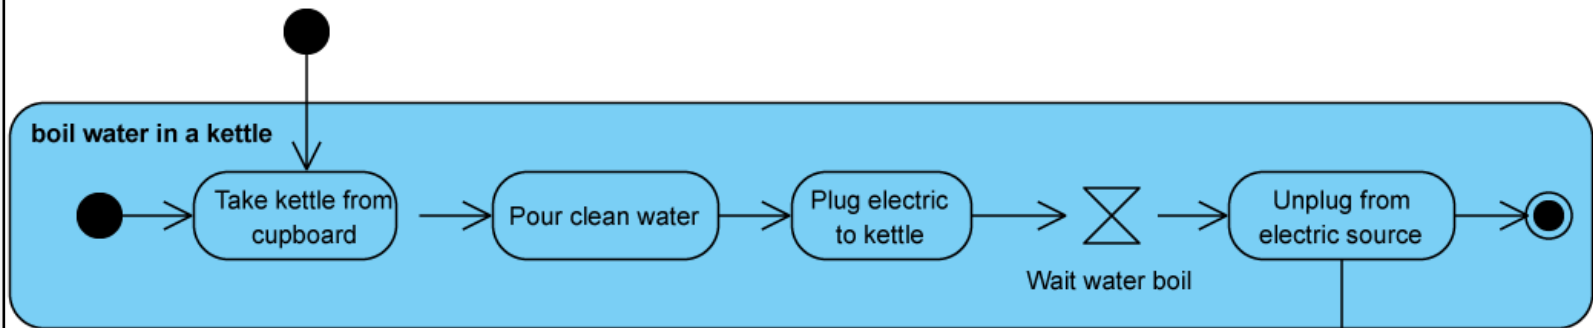 boil water in a kettle
Take kettle from
cupboard
Pour clean water
Plug electric
to kettle
Wait water boil
Unplug from
electric source